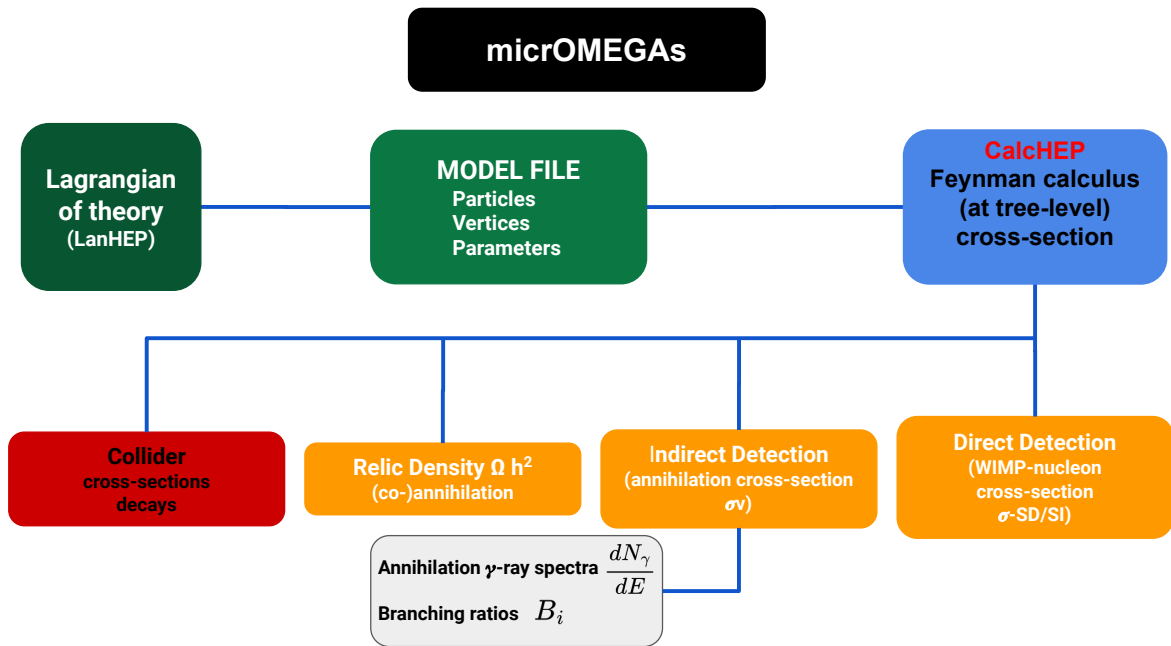 micrOMEGAs
Lagrangian
of theory
(LanHEP)
MODEL FILE
Particles
Vertices
Parameters
CalcHEP
Feynman calculus
(at tree-level)
cross-section
Collider
cross-sections
decays
Relic Density Ω h²
(co-)annihilation
Indirect Detection
(annihilation cross-section
σv)
Direct Detection
(WIMP-nucleon
cross-section
σ-SD/SI)
Annihilation γ-ray spectra dNγ/dE
Branching ratios Bi